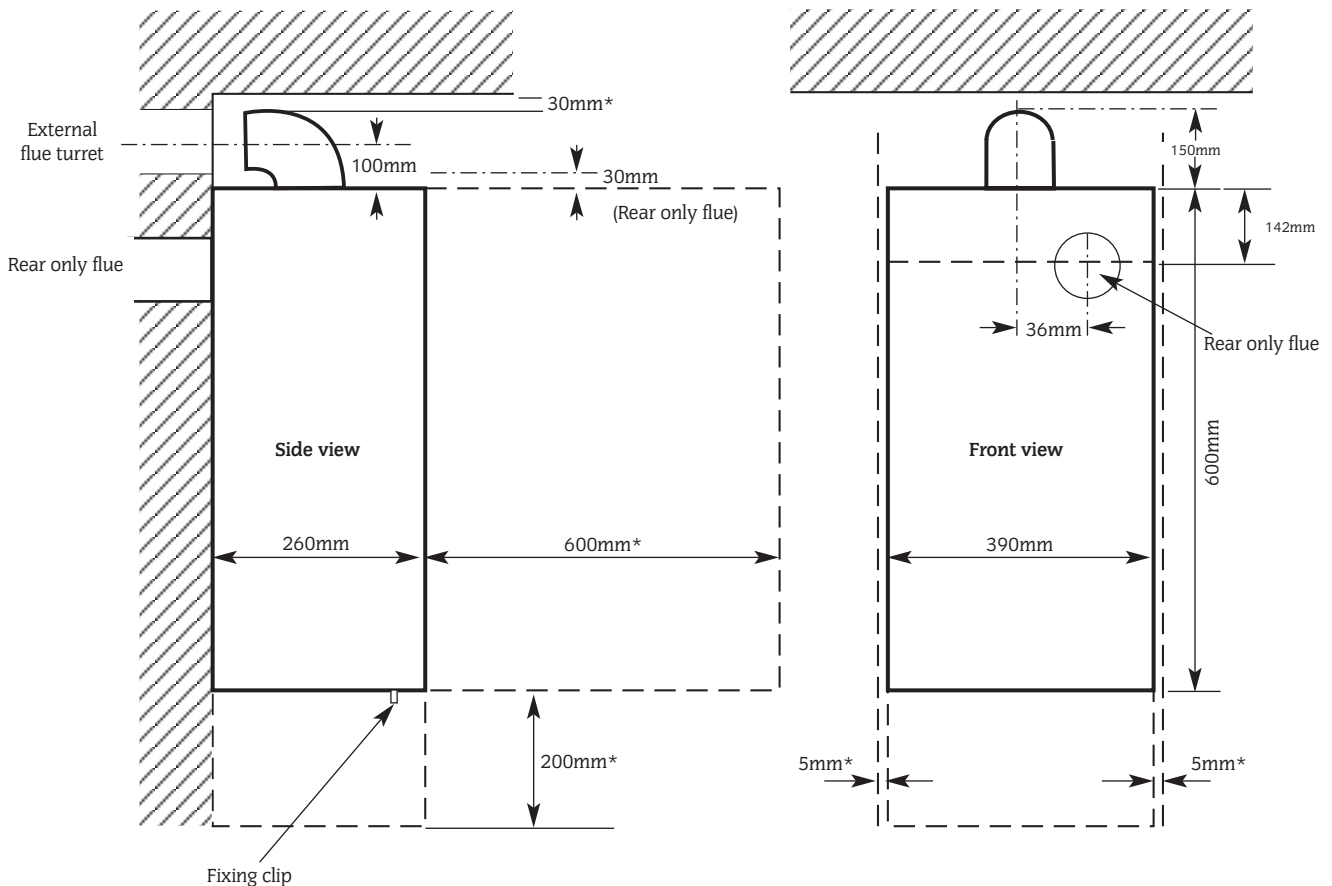 30mm*
External
flue turret
100mm
30mm
(Rear only flue)
Rear only flue
Side view
260mm
600mm*
200mm*
Fixing clip
150mm
142mm
36mm
Rear only flue
Front view
600mm
390mm
5mm*
5mm*